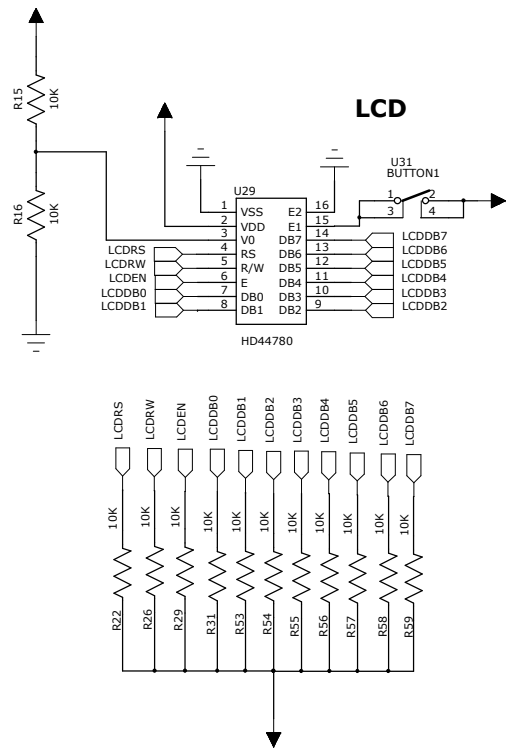 LCD
R15
10K
R16
10K
U31
BUTTON1
1
2
3
4
U29
1
VSS
E2
16
2
VDD
E1
15
3
V0
DB7
14
LCDDB7
LCDRS
4
RS
DB6
13
LCDDB6
LCDRW
5
R/W
DB5
12
LCDDB5
LCDEN
6
E
DB4
11
LCDDB4
LCDDB0
7
DB0
DB3
10
LCDDB3
LCDDB1
8
DB1
DB2
9
LCDDB2
HD44780
LCDRS
LCDRW
LCDEN
LCDDB0
LCDDB1
LCDDB2
LCDDB3
LCDDB4
LCDDB5
LCDDB6
LCDDB7
10K
10K
10K
10K
10K
10K
10K
10K
10K
10K
10K
R22
R26
R29
R31
R53
R54
R55
R56
R57
R58
R59